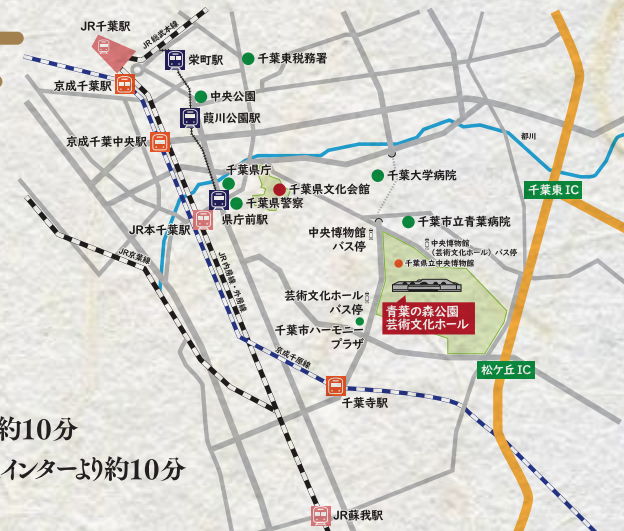 JR千葉駅
JR総武本線
栄町駅
千葉東税務署
京成千葉駅
中央公園
葭川公園駅
都川
京成千葉中央駅
千葉県庁
千葉県文化会館
千葉大学病院
千葉東IC
千葉県警察
県庁前駅
JR本千葉駅
千葉市立青葉病院
中央博物館
バス停
中央博物館
(芸術文化ホール)バス停
千葉県立中央博物館
JR京葉線
JR内房線・外房線
芸術文化ホール
バス停
青葉の森公園
芸術文化ホール
千葉市ハーモニー
プラザ
京成千原線
松ケ丘IC
千葉寺駅
約10分
インターより約10分
JR蘇我駅